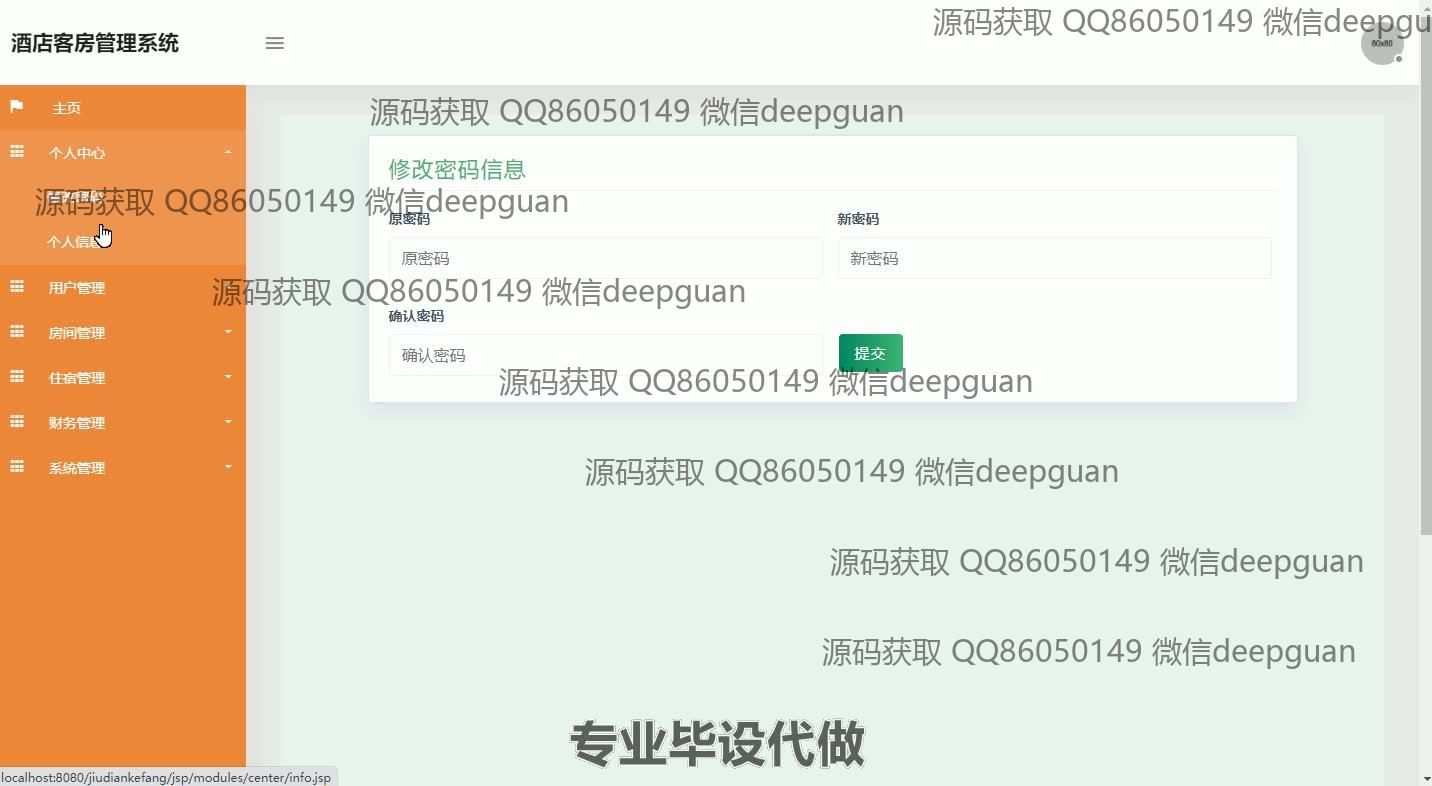 源码获取 QQ86050149 微信deepgu
酒店客房管理系统
80x80
主页
源码获取 QQ86050149 微信deepguan
个人中心
修改密码信息
修改密码
源码获取 QQ86050149 微信deepguan
原密码
新密码
个人信息
原密码
新密码
用户管理
源码获取 QQ86050149 微信deepguan
确认密码
房间管理
确认密码
提交
住宿管理
源码获取 QQ86050149 微信deepguan
财务管理
系统管理
源码获取 QQ86050149 微信deepguan
源码获取 QQ86050149 微信deepguan
源码获取 QQ86050149 微信deepguan
专业毕设代做
localhost:8080/jiudiankefang/jsp/modules/center/info.jsp